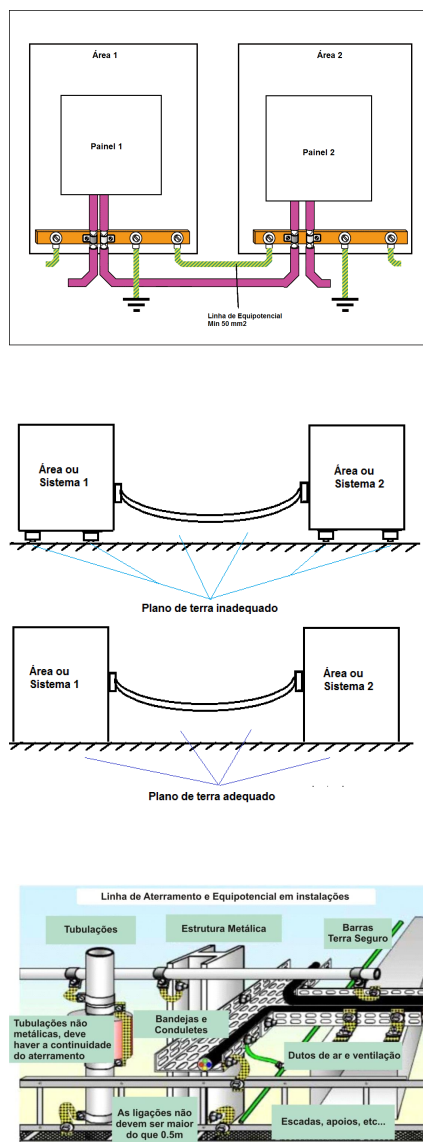 Área 1
Área 2
Painel 1
Painel 2
Linha de Equipotencial
Min 50 mm2
Área ou
Sistema 1
Área ou
Sistema 2
Plano de terra inadequado
Área ou
Sistema 1
Área ou
Sistema 2
Plano de terra adequado
Linha de Aterramento e Equipotencial em instalações
Tubulações
Estrutura Metálica
Barras
Terra Seguro
Tubulações não
metálicas, deve
haver a continuidade
do aterramento
Bandejas e
Conduletes
Dutos de ar e ventilação
As ligações não
devem ser maior
do que 0.5m
Escadas, apoios, etc...